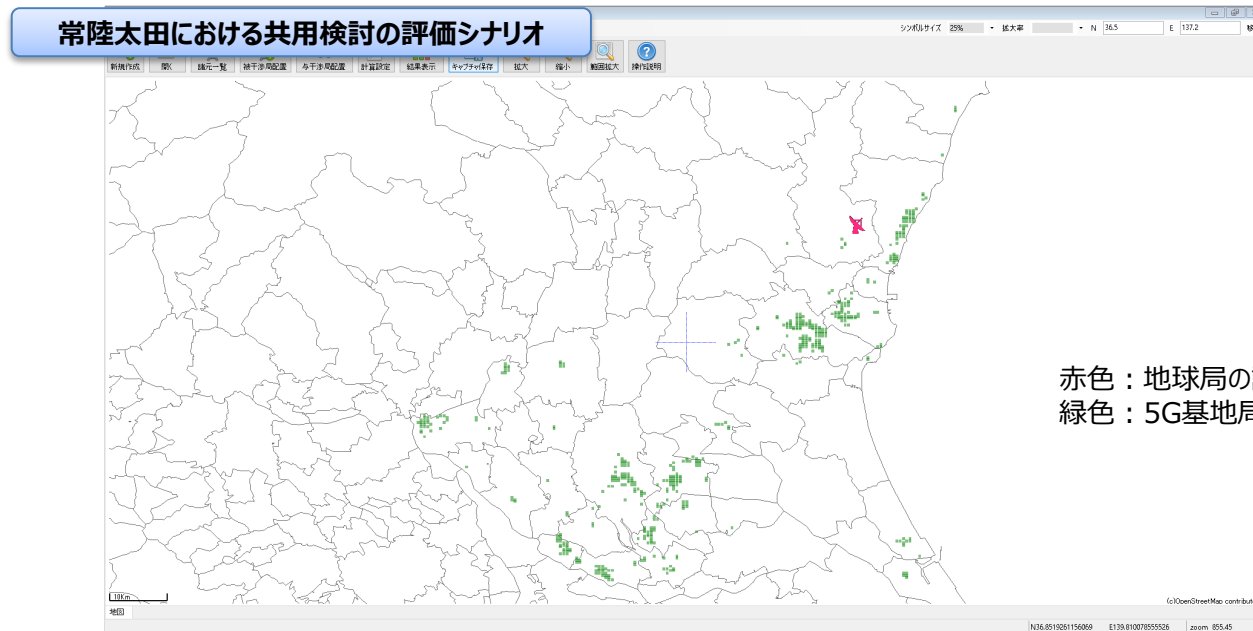 常陸太田における共用検討の評価シナリオ
シンボルサイズ 25% 拡大率 N 36.5 E 137.2 移
新規作成 開く 諸元一覧 被干渉局配置 与干渉局配置 計算設定 結果表示 キャプチャ保存 拡大 縮小 範囲拡大 操作説明
赤色：地球局の
緑色：5G基地局
10Km
(c)OpenStreetMap contribut
地図
N36.8519261156069 E139.810078555526 zoom 855.45